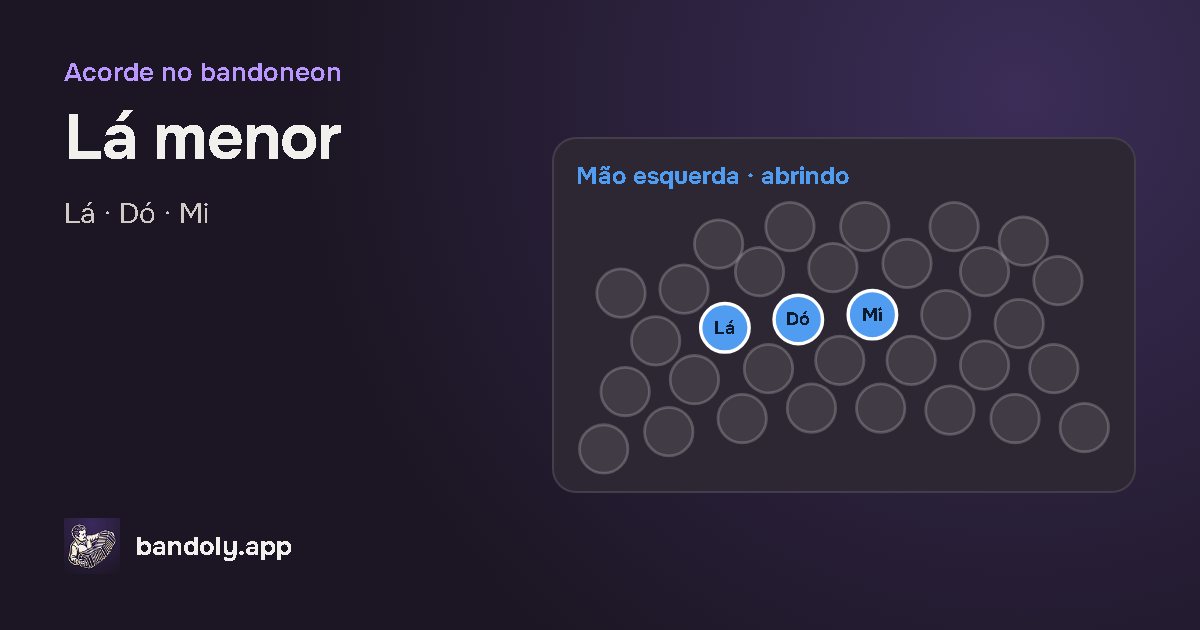 Acorde no bandoneon
Lá menor
Lá · Dó · Mi
Mão esquerda · abrindo
Lá Dó Mi
bandoly.app